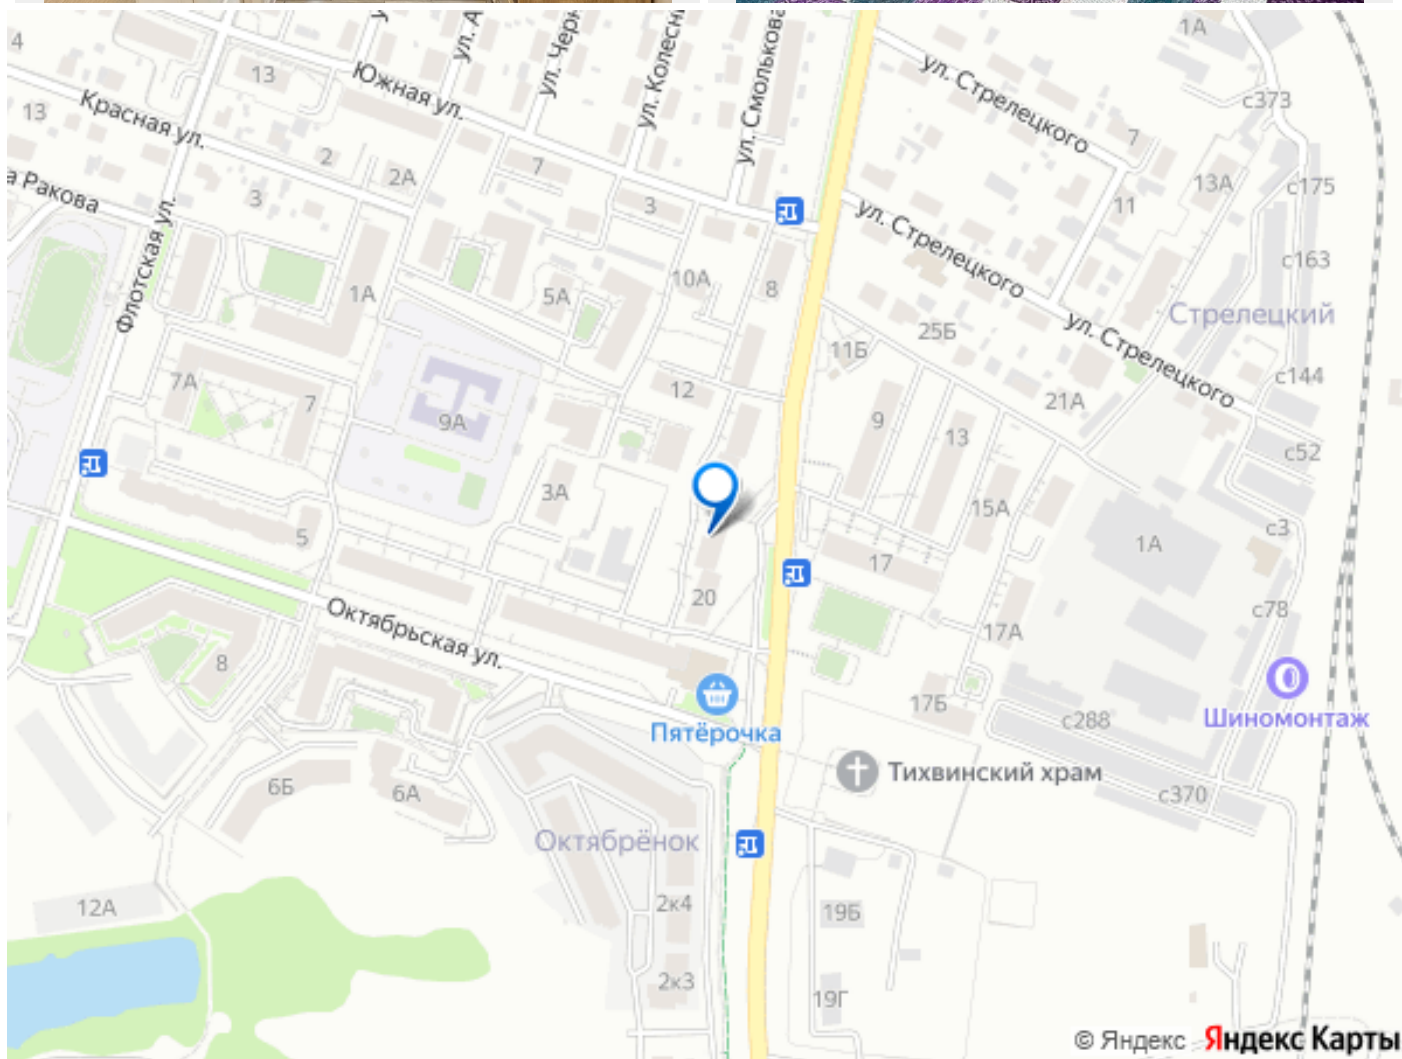 1А
4
ул. Стрелецкого
13
Южная ул.
ул. Колесн
ул. Черн
ул. А
ул. Смолькова
с373
13
Красная ул.
7
2
7
2А
13А
с175
а Ракова
3
3
11
ул. Стрелецкого
Флотская ул.
с163
10А
8
1А
5А
Стрелецкий
25Б
ул. Стрелецкого
11Б
с144
7А
12
7
21А
9А
9
13
с52
3А
15А
с3
5
17
1А
20
с78
Октябрьская ул.
17А
8
17Б
Шиномонтаж
с288
Пятёрочка
Тихвинский храм
6Б
6А
с370
Октябрёнок
12А
2к4
19Б
2к3
19Г
© Яндекс Яндекс Карты